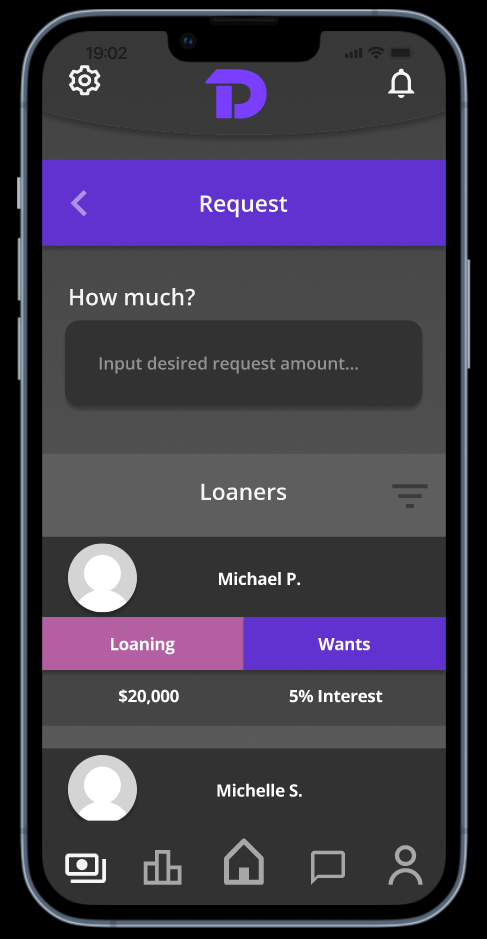 19:02
D
Request
How much?
Input desired request amount...
Loaners
Michael P.
Loaning Wants
$20,000 5% Interest
Michelle S.